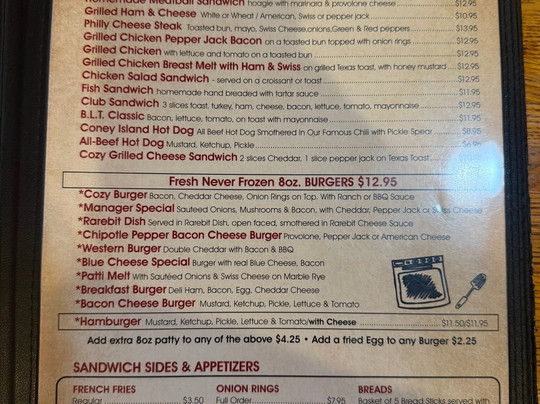 Homemade Meatball Sandwich hoagie with marinara & provolone cheese $12.95
Grilled Ham & Cheese White or Wheat / American, Swiss or pepper jack $10.95
Philly Cheese Steak Toasted bun, mayo, Swiss Cheese,onions,Green & Red peppers $13.95
Grilled Chicken Pepper Jack Bacon on a toasted bun topped with onion rings $12.95
Grilled Chicken with lettuce and tomato on a toasted bun $12.95
Grilled Chicken Breast Melt with Ham & Swiss on grilled Texas toast, with honey mustard $12.95
Chicken Salad Sandwich - served on a croissant or toast $12.95
Fish Sandwich homemade hand breaded with tartar sauce $11.95
Club Sandwich 3 slices toast, turkey, ham, cheese, bacon, lettuce, tomato, mayonnaise $12.95
B.L.T. Classic Bacon, lettuce, tomato, on toast with mayonnaise $11.95
Coney Island Hot Dog All Beef Hot Dog Smothered In Our Famous Chili with Pickle Spear $8.95
All-Beef Hot Dog Mustard, Ketchup, Pickle
Cozy Grilled Cheese Sandwich 2 slices Cheddar, 1 slice pepper jack on Texas Toast
Fresh Never Frozen 8oz. BURGERS $12.95
*Cozy Burger Bacon, Cheddar Cheese, Onion Rings on Top. With Ranch or BBQ Sauce
*Manager Special Sauteed Onions, Mushrooms & Bacon, with Cheddar, Pepper Jack or Swiss Cheese
*Rarebit Dish Served in Rarebit Dish, open faced, smothered in Rarebit Cheese Sauce
*Chipotle Pepper Bacon Cheese Burger Provolone, Pepper Jack or American Cheese
*Western Burger Double Cheddar with Bacon & BBQ
*Blue Cheese Special Burger with real Blue Cheese, Bacon
*Patti Melt With Sautéed Onions & Swiss Cheese on Marble Rye
*Breakfast Burger Deli Ham, Bacon, Egg, Cheddar Cheese
*Bacon Cheese Burger Mustard, Ketchup, Pickle, Lettuce & Tomato
*Hamburger Mustard, Ketchup, Pickle, Lettuce & Tomato/with Cheese $11.50/$11.95
Add extra 8oz patty to any of the above $4.25 • Add a fried Egg to any Burger $2.25
SANDWICH SIDES & APPETIZERS
FRENCH FRIES
Regular $3.50
ONION RINGS
Full Order $7.95
BREADS
Basket of 5 Bread Sticks served with